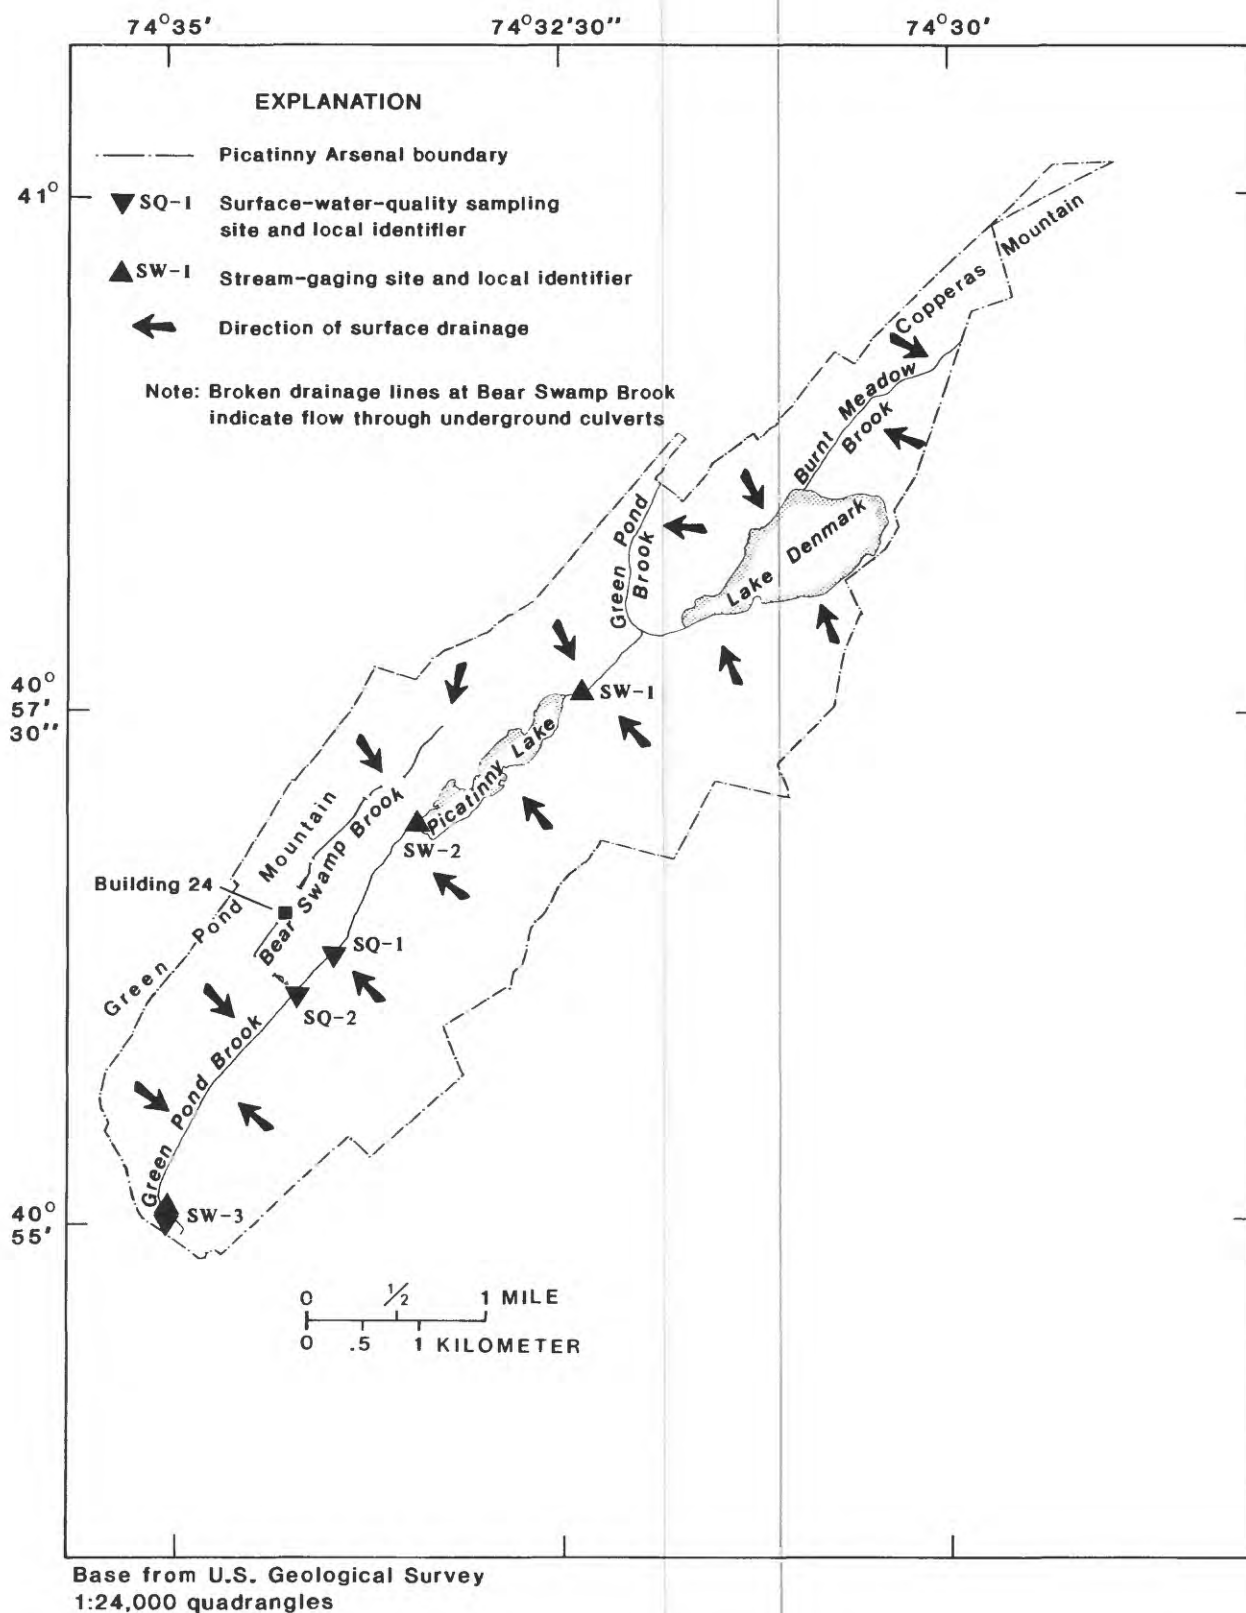 74°35'
74°32'30"
74°30'
EXPLANATION
Picatinny Arsenal boundary
SQ-1 Surface-water-quality sampling
site and local identifier
SW-1 Stream-gaging site and local identifier
Direction of surface drainage
Note: Broken drainage lines at Bear Swamp Brook
indicate flow through underground culverts
41°
40°
57'
30"
40°
55'
Copperas Mountain
Burnt Meadow
Brook
Lake Denmark
Green Pond
Brook
SW-1
Picatinny Lake
SW-2
Green Pond Mountain
Bear Swamp Brook
Building 24
SQ-1
SQ-2
Green Pond Brook
SW-3
0 1/2 1 MILE
0 .5 1 KILOMETER
Base from U.S. Geological Survey
1:24,000 quadrangles